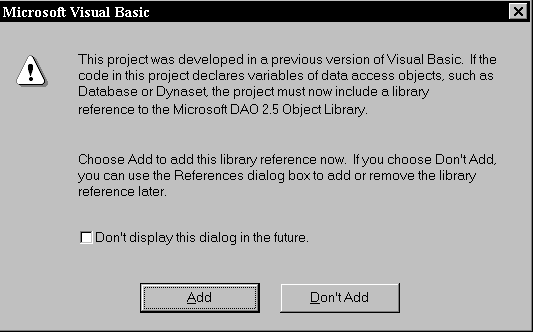 Microsoft Visual Basic
This project was developed in a previous version of Visual Basic. If the
code in this project declares variables of data access objects, such as
Database or Dynaset, the project must now include a library
reference to the Microsoft DAO 2.5 Object Library.
Choose Add to add this library reference now. If you choose Don't Add,
you can use the References dialog box to add or remove the library
reference later.
Don't display this dialog in the future.
Add
Don't Add